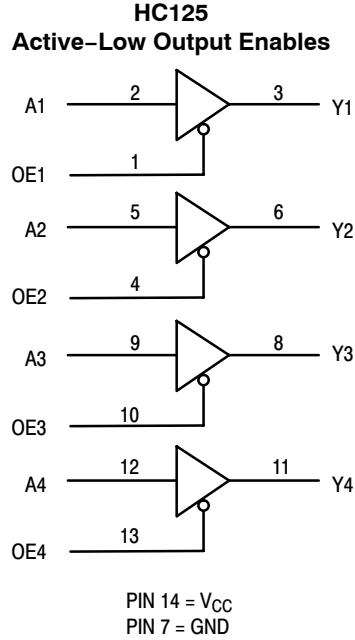 HC125
Active−Low Output Enables
A1 2 3 Y1
OE1 1
A2 5 6 Y2
OE2 4
A3 9 8 Y3
OE3 10
A4 12 11 Y4
OE4 13
PIN 14 = VCC
PIN 7 = GND